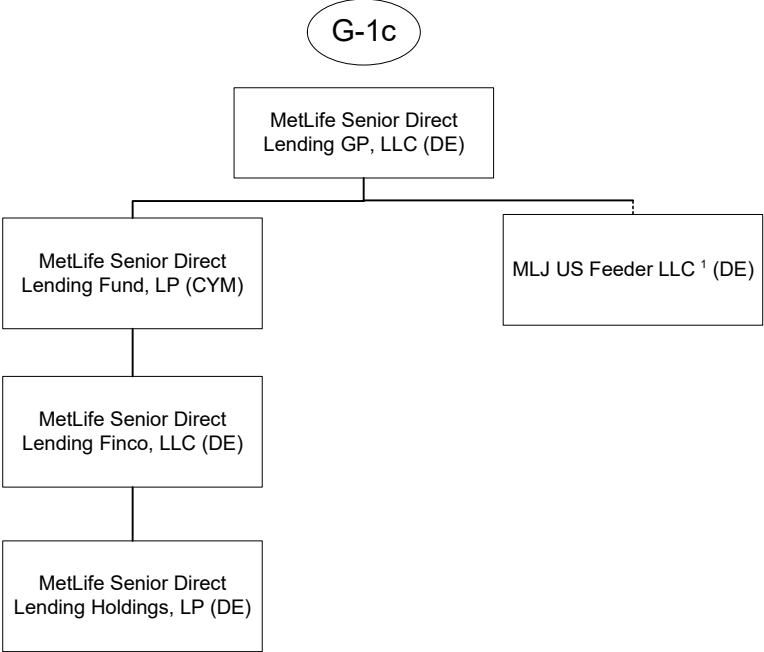 G-1c
MetLife Senior Direct
Lending GP, LLC (DE)
MetLife Senior Direct
Lending Fund, LP (CYM)
MLJ US Feeder LLC ¹ (DE)
MetLife Senior Direct
Lending Finco, LLC (DE)
MetLife Senior Direct
Lending Holdings, LP (DE)